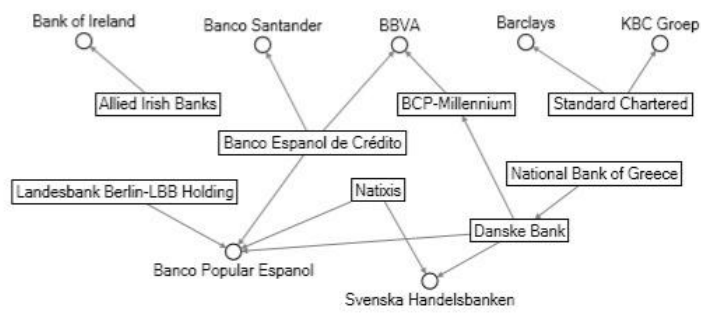 Bank of Ireland
Banco Santander
BBVA
Barclays
KBC Groep
Allied Irish Banks
BCP-Millennium
Standard Chartered
Banco Espanol de Crédito
Landesbank Berlin-LBB Holding
Natixis
National Bank of Greece
Danske Bank
Banco Popular Espanol
Svenska Handelsbanken